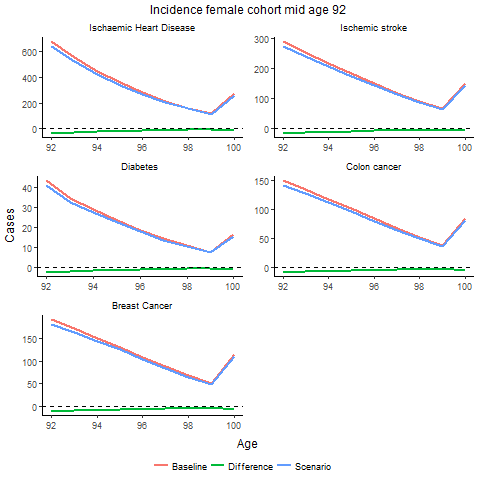 Incidence female cohort mid age 92
Ischaemic Heart Disease
Ischemic stroke
600
400
200
0
92 94 96 98 100
300
200
100
0
92 94 96 98 100
Diabetes
Colon cancer
40
30
20
10
0
92 94 96 98 100
150
100
50
0
92 94 96 98 100
Breast Cancer
150
100
50
0
92 94 96 98 100
Cases
Age
Baseline Difference Scenario